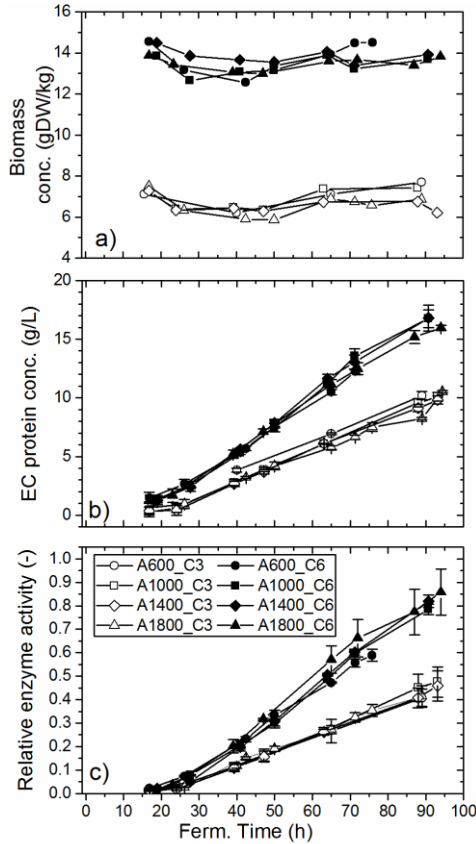 16
14
12
10
8
6
4
Biomass
conc. (gDW/kg)
a)
20
15
10
5
0
EC protein conc. (g/L)
b)
1.0
0.9
0.8
0.7
0.6
0.5
0.4
0.3
0.2
0.1
0.0
Relative enzyme activity (-)
A600_C3 A600_C6
A1000_C3 A1000_C6
A1400_C3 A1400_C6
A1800_C3 A1800_C6
c)
0 10 20 30 40 50 60 70 80 90 100
Ferm. Time (h)